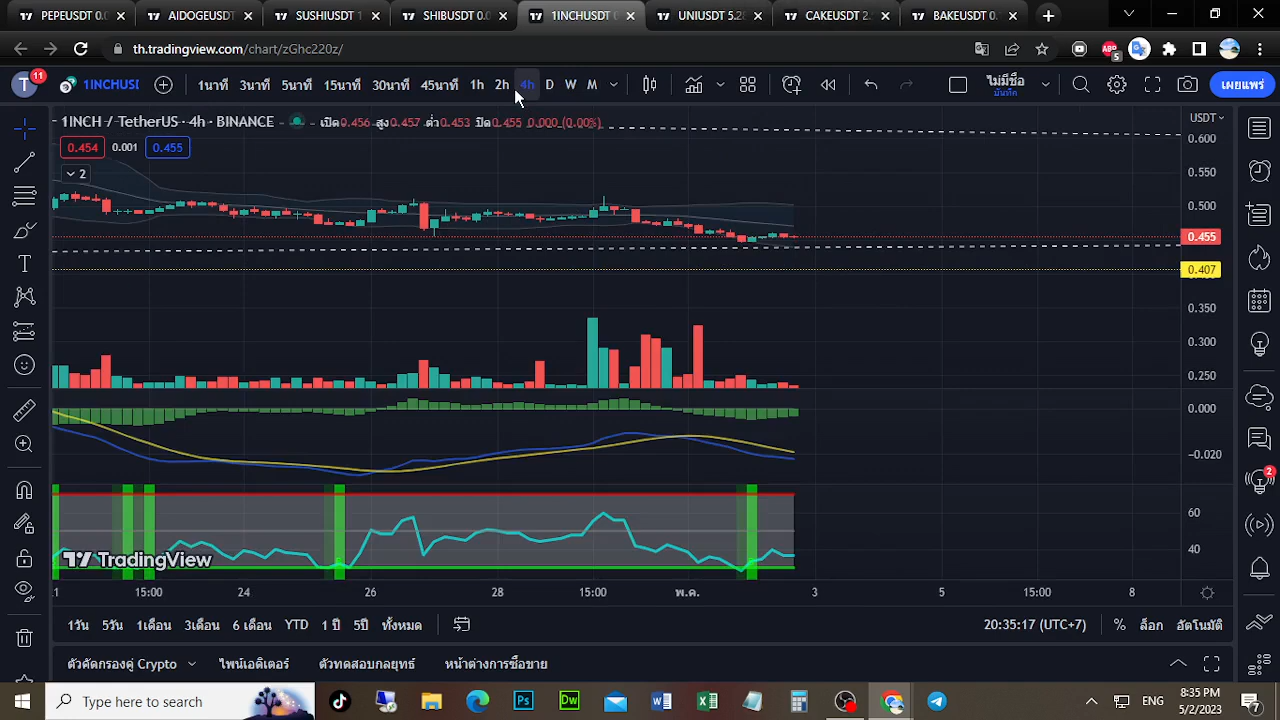 PEPEUSDT 0.0
AIDOGEUSDT
SUSHIUSDT 1
SHIBUSDT 0.0
1INCHUSDT 0
UNIUSDT 5.28
CAKEUSDT 2.
BAKEUSDT 0.
th.tradingview.com/chart/zGhc220z/
5
T 11 1INCHUSI 1นาที 3นาที 5นาที 15นาที 30นาที 45นาที 1h 2h 4h D W M ไม่มีชื่อ เผยแพร่
บันทึก
1INCH / TetherUS · 4h · BINANCE เปิด0.456 สูง0.457 ต่ำ0.453 ปิด0.455 0.000 (0.00%) USDT
0.600
0.454 0.001 0.455
0.550
2
0.500
0.455
0.407
0.350
0.300
0.250
0.000
-0.020
2
60
40
TradingView
15:00 24 26 28 15:00 พ.ค. 3 5 15:00 8
1วัน 5วัน 1เดือน 3เดือน 6 เดือน YTD 1 ปี 5ปี ทั้งหมด 20:35:17 (UTC+7) % ล็อก อัตโนมัติ
ตัวคัดกรองคู่ Crypto ไพน์เอดิเตอร์ ตัวทดสอบกลยุทธ์ หน้าต่างการซื้อขาย
Type here to search Ps Dw ENG 8:35 PM
5/2/2023 7